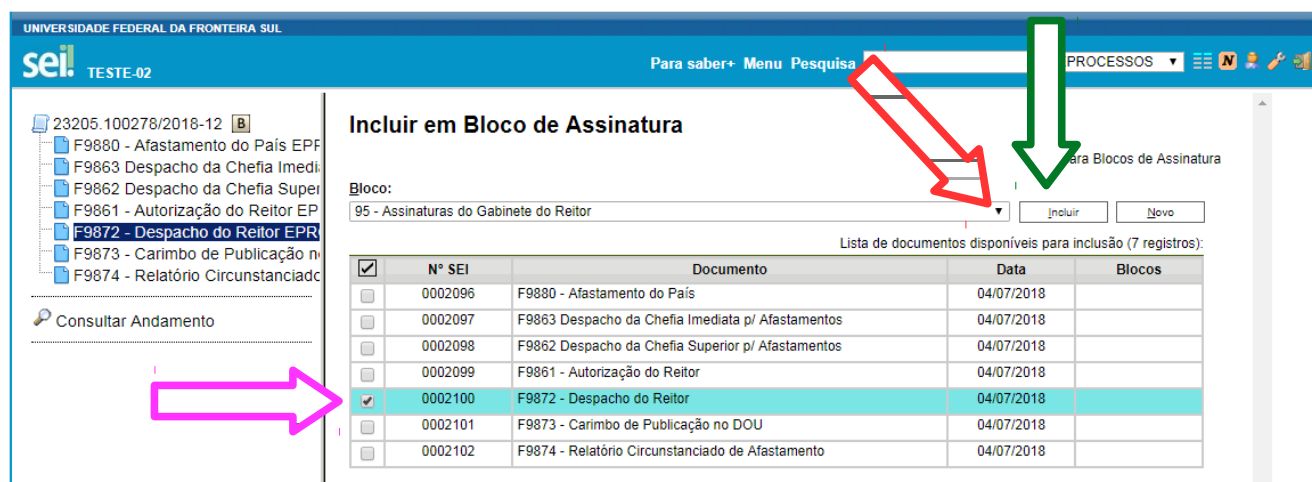 UNIVERSIDADE FEDERAL DA FRONTEIRA SUL
sei! TESTE-02
Para saber+ Menu Pesquisa PROCESSOS
N
23205.100278/2018-12 B
F9880 - Afastamento do País EPF
F9863 Despacho da Chefia Imedi
F9862 Despacho da Chefia Super
F9861 - Autorização do Reitor EP
F9872 - Despacho do Reitor EPR
F9873 - Carimbo de Publicação n
F9874 - Relatório Circunstanciado
Consultar Andamento
Incluir em Bloco de Assinatura
ara Blocos de Assinatura
Bloco:
95 - Assinaturas do Gabinete do Reitor
Incluir Novo
Lista de documentos disponíveis para inclusão (7 registros):
N° SEI Documento Data Blocos
0002096 F9880 - Afastamento do País 04/07/2018
0002097 F9863 Despacho da Chefia Imediata p/ Afastamentos 04/07/2018
0002098 F9862 Despacho da Chefia Superior p/ Afastamentos 04/07/2018
0002099 F9861 - Autorização do Reitor 04/07/2018
0002100 F9872 - Despacho do Reitor 04/07/2018
0002101 F9873 - Carimbo de Publicação no DOU 04/07/2018
0002102 F9874 - Relatório Circunstanciado de Afastamento 04/07/2018